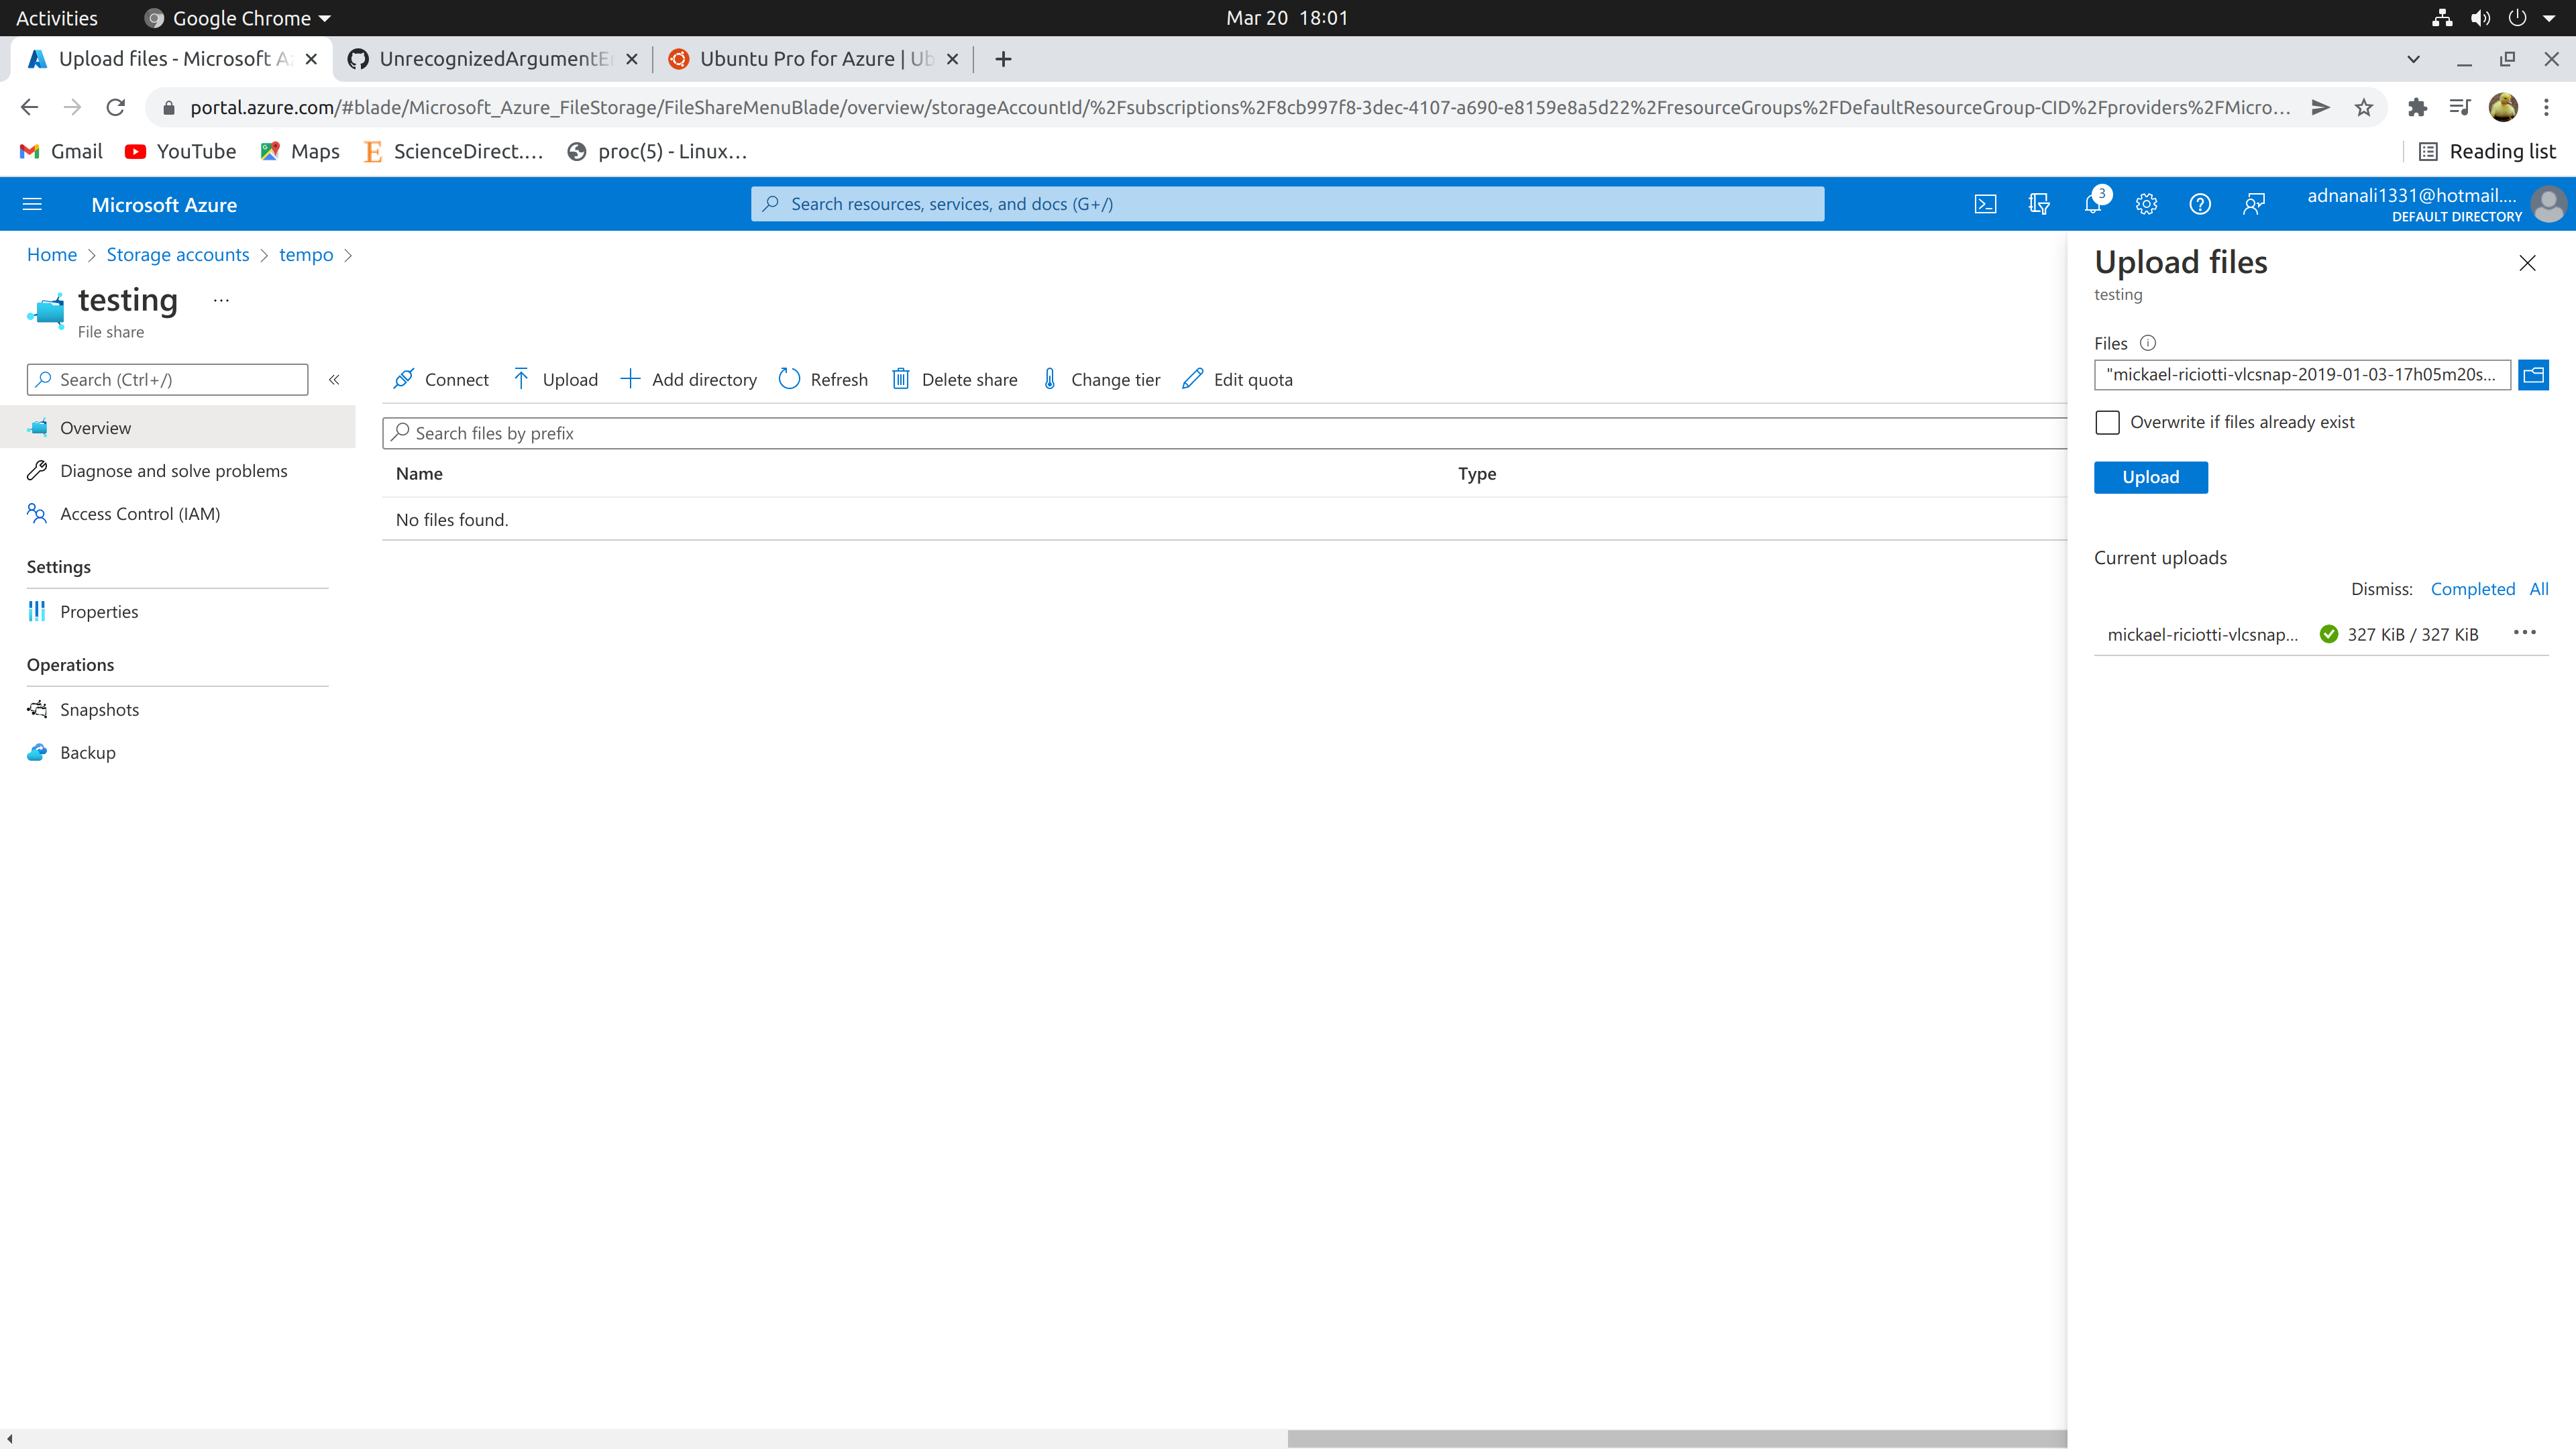 Activities
Google Chrome
Mar 20 18:01
Upload files - Microsoft A
UnrecognizedArgumentE
Ubuntu Pro for Azure | Ub
portal.azure.com/#blade/Microsoft_Azure_FileStorage/FileShareMenuBlade/overview/storageAccountId/%2Fsubscriptions%2F8cb997f8-3dec-4107-a690-e8159e8a5d22%2FresourceGroups%2FDefaultResourceGroup-CID%2Fproviders%2FMicro...
Gmail
YouTube
Maps
ScienceDirect....
proc(5) - Linux...
Reading list
Microsoft Azure
Search resources, services, and docs (G+/)
3
adnanali1331@hotmail....
DEFAULT DIRECTORY
Home
Storage accounts
tempo
testing
...
File share
Search (Ctrl+/)
«
Overview
Diagnose and solve problems
Access Control (IAM)
Settings
Properties
Operations
Snapshots
Backup
Connect
Upload
Add directory
Refresh
Delete share
Change tier
Edit quota
Search files by prefix
Name
Type
No files found.
Upload files
testing
Files
"mickael-riciotti-vlcsnap-2019-01-03-17h05m20s...
Overwrite if files already exist
Upload
Current uploads
Dismiss: Completed All
mickael-riciotti-vlcsnap...
327 KiB / 327 KiB